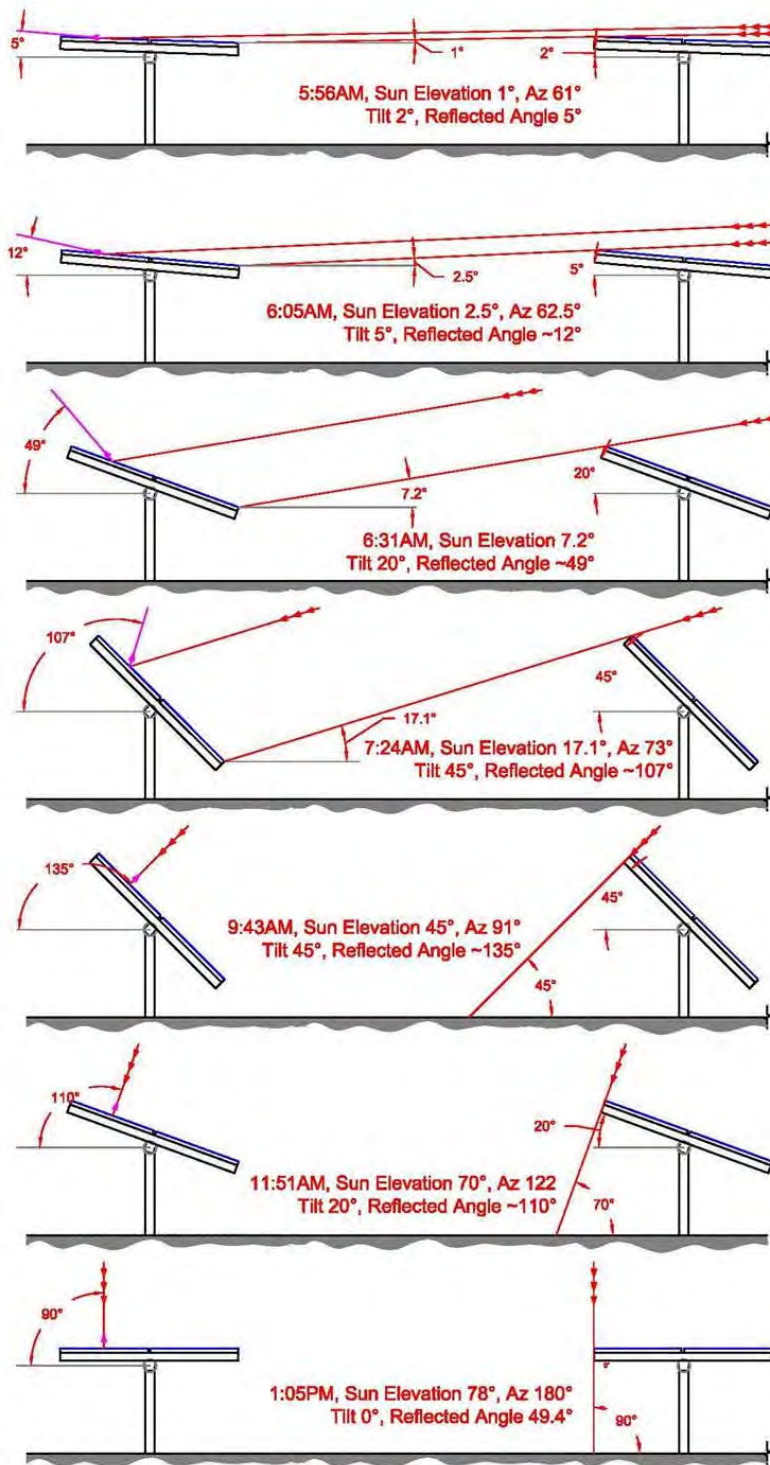 5°
1°
2°
5:56AM, Sun Elevation 1°, Az 61°
Tilt 2°, Reflected Angle 5°
12°
2.5°
5°
6:05AM, Sun Elevation 2.5°, Az 62.5°
Tilt 5°, Reflected Angle ~12°
49°
7.2°
20°
6:31AM, Sun Elevation 7.2°
Tilt 20°, Reflected Angle ~49°
107°
17.1°
45°
7:24AM, Sun Elevation 17.1°, Az 73°
Tilt 45°, Reflected Angle ~107°
135°
45°
9:43AM, Sun Elevation 45°, Az 91°
Tilt 45°, Reflected Angle ~135°
45°
110°
20°
11:51AM, Sun Elevation 70°, Az 122
Tilt 20°, Reflected Angle ~110°
70°
90°
1:05PM, Sun Elevation 78°, Az 180°
Tilt 0°, Reflected Angle 49.4°
90°